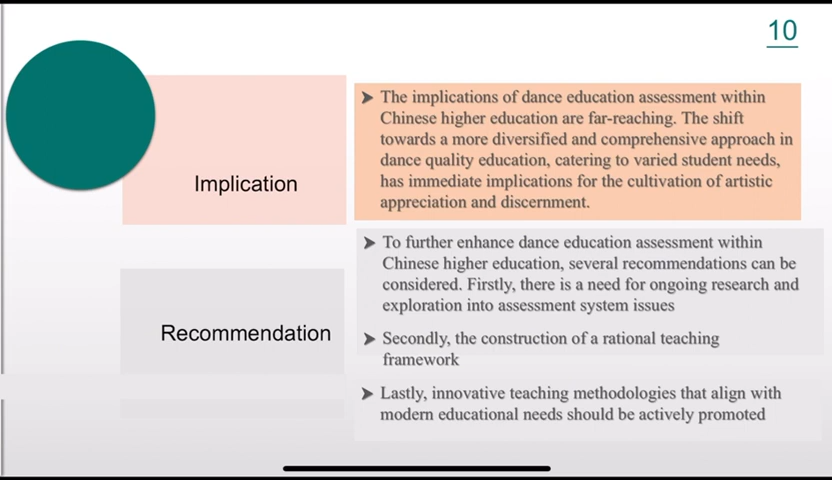 10
Implication
➤ The implications of dance education assessment within
Chinese higher education are far-reaching. The shift
towards a more diversified and comprehensive approach in
dance quality education, catering to varied student needs,
has immediate implications for the cultivation of artistic
appreciation and discernment.
Recommendation
➤ To further enhance dance education assessment within
Chinese higher education, several recommendations can be
considered. Firstly, there is a need for ongoing research and
exploration into assessment system issues
➤ Secondly, the construction of a rational teaching
framework
➤ Lastly, innovative teaching methodologies that align with
modern educational needs should be actively promoted